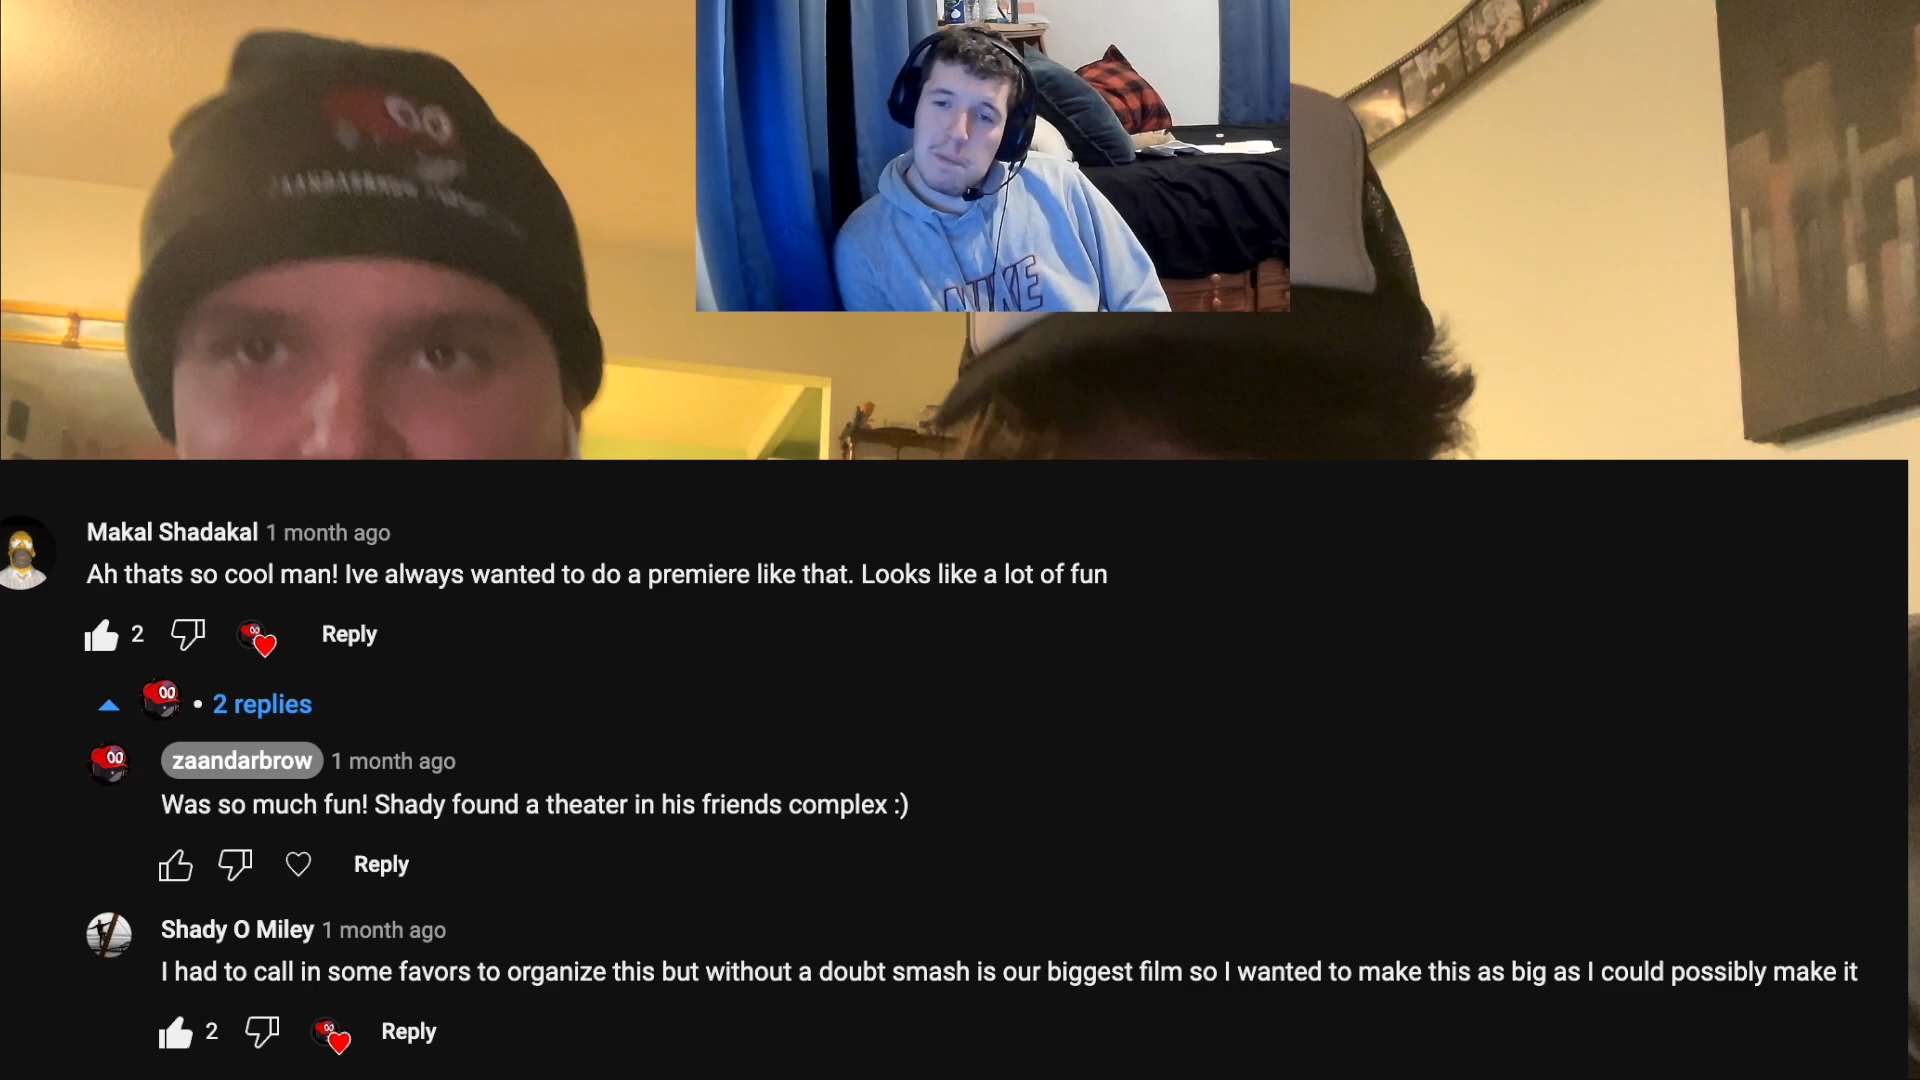 NIKE
Makal Shadakal 1 month ago
Ah thats so cool man! Ive always wanted to do a premiere like that. Looks like a lot of fun
2 Reply
• 2 replies
zaandarbrow 1 month ago
Was so much fun! Shady found a theater in his friends complex :)
Reply
Shady O Miley 1 month ago
I had to call in some favors to organize this but without a doubt smash is our biggest film so I wanted to make this as big as I could possibly make it
2 Reply